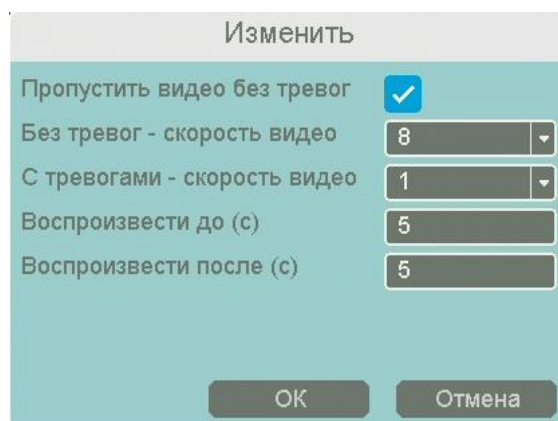 Изменить
Пропустить видео без тревог
Без тревог - скорость видео 8
С тревогами - скорость видео 1
Воспроизвести до (с) 5
Воспроизвести после (с) 5
ОК Отмена